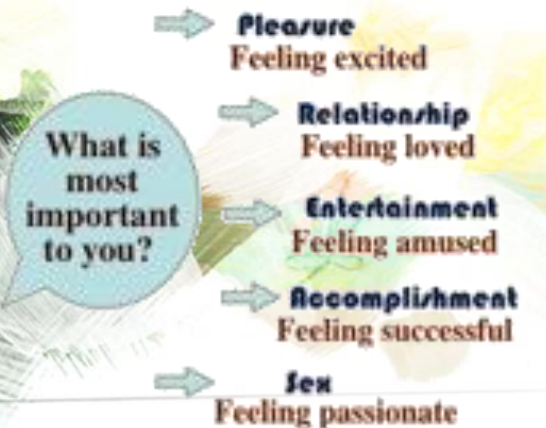 What is
most
important
to you?
Pleasure
Feeling excited
Relationship
Feeling loved
Entertainment
Feeling amused
Accomplishment
Feeling successful
Sex
Feeling passionate